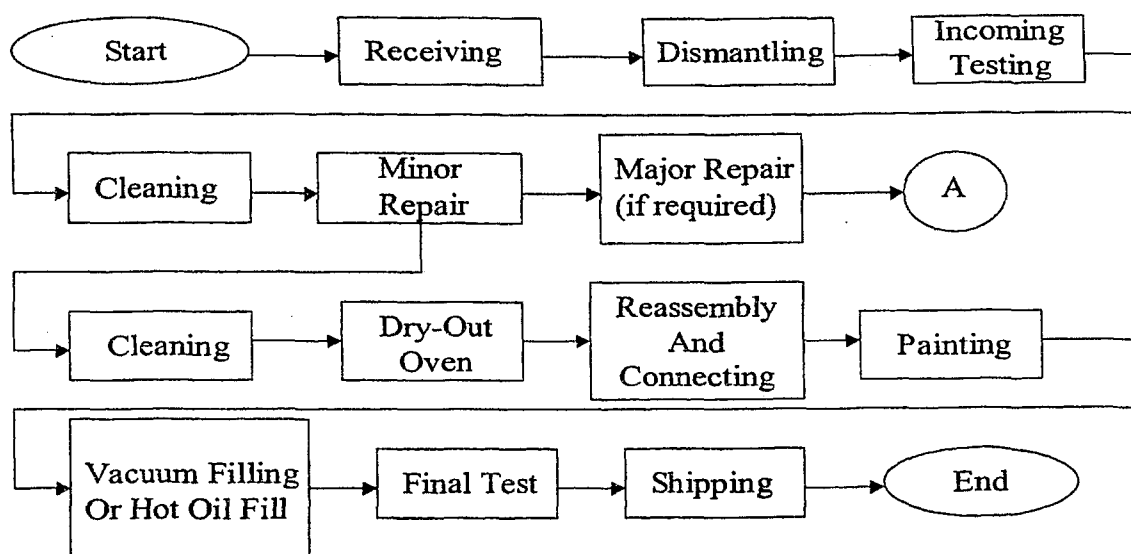 Start
Receiving
Dismantling
Incoming
Testing
Cleaning
Minor
Repair
Major Repair
(if required)
A
Cleaning
Dry-Out
Oven
Reassembly
And
Connecting
Painting
Vacuum Filling
Or Hot Oil Fill
Final Test
Shipping
End